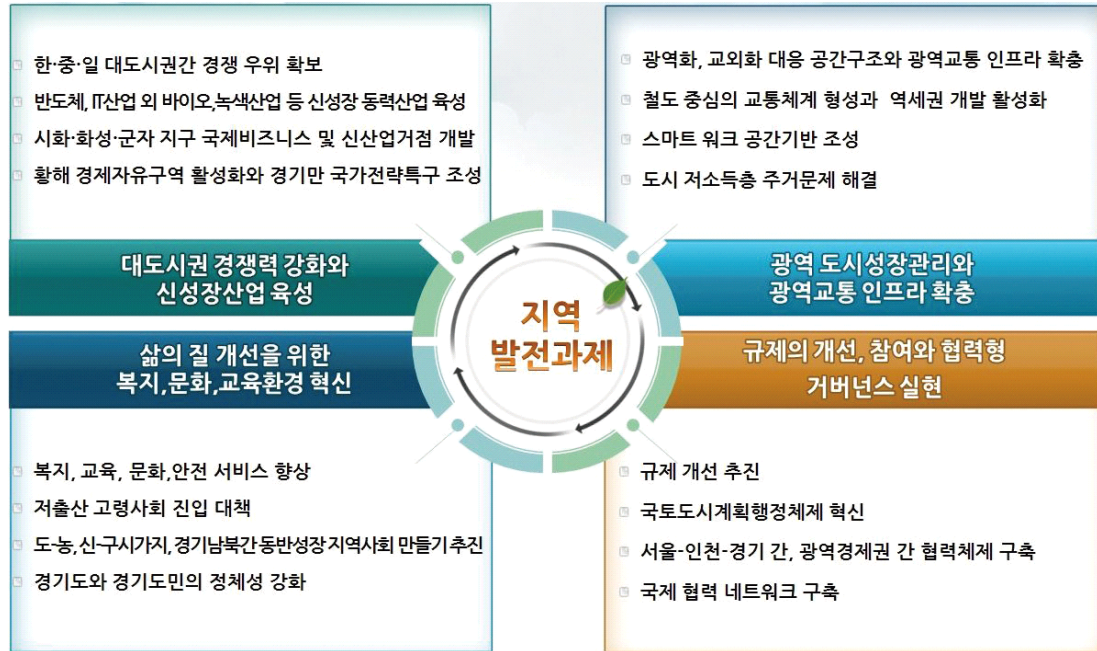 한·중·일 대도시권간 경쟁 우위 확보
반도체, IT산업 외 바이오,녹색산업 등 신성장 동력산업 육성
시화·화성·군자 지구 국제비즈니스 및 신산업거점 개발
황해 경제자유구역 활성화와 경기만 국가전략특구 조성
대도시권 경쟁력 강화와
신성장산업 육성
광역화, 교외화 대응 공간구조와 광역교통 인프라 확충
철도 중심의 교통체계 형성과 역세권 개발 활성화
스마트 워크 공간기반 조성
도시 저소득층 주거문제 해결
광역 도시성장관리와
광역교통 인프라 확충
지역
발전과제
삶의 질 개선을 위한
복지,문화,교육환경 혁신
복지, 교육, 문화,안전 서비스 향상
저출산 고령사회 진입 대책
도-농, 신-구시가지, 경기남북간 동반성장 지역사회 만들기 추진
경기도와 경기도민의 정체성 강화
규제의 개선, 참여와 협력형
거버넌스 실현
규제 개선 추진
국토도시계획행정체제 혁신
서울-인천-경기 간, 광역경제권 간 협력체제 구축
국제 협력 네트워크 구축